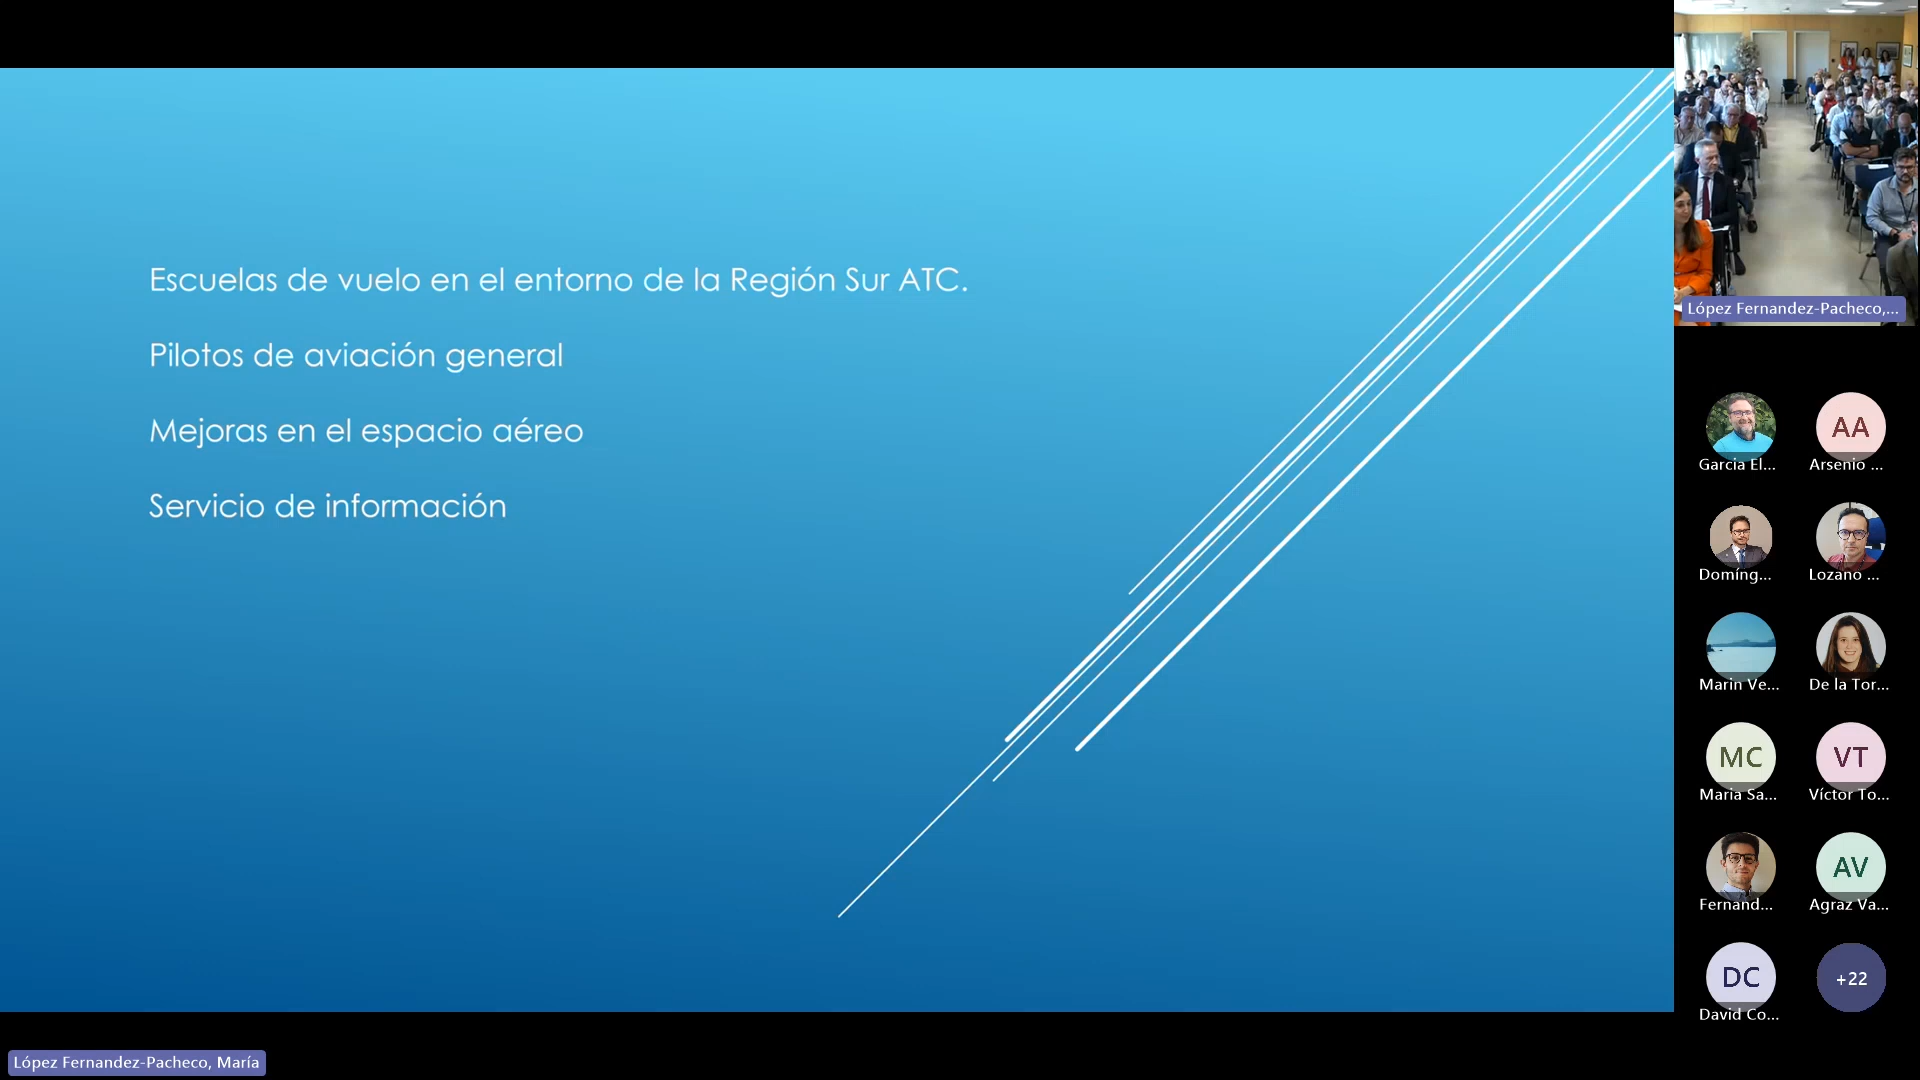 Escuelas de vuelo en el entorno de la Región Sur ATC.
Pilotos de aviación general
Mejoras en el espacio aéreo
Servicio de información
López Fernandez-Pacheco,...
Garcia El...
AA
Arsenio ...
Domíng...
Lozano ...
Marin Ve...
De la Tor...
MC
Maria Sa...
VT
Víctor To...
Fernand...
AV
Agraz Va...
DC
David Co...
+22
López Fernandez-Pacheco, María